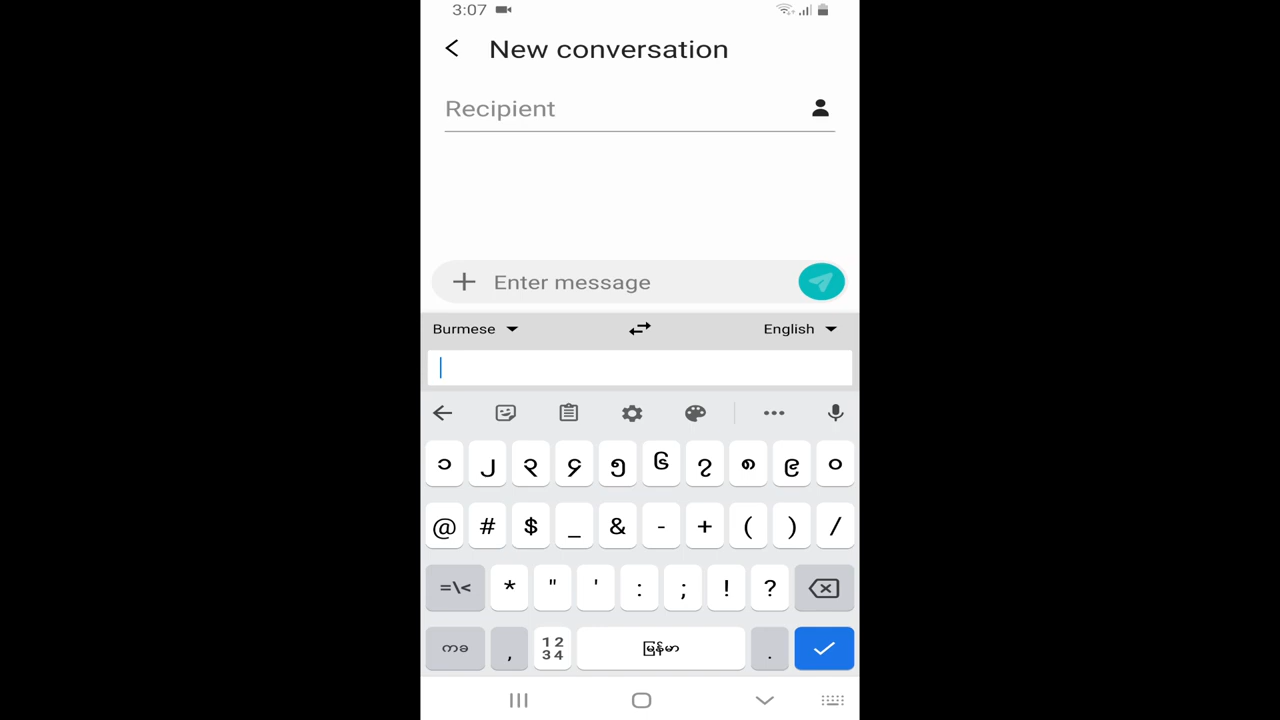 3:07
New conversation
Recipient
Enter message
Burmese English
၁ ၂ ၃ ၄ ၅ ၆ ၇ ၈ ၉ ၀
@ # $ _ & - + ( ) /
=\< * " ' : ; ! ?
ကခ , 12 34 မြန်မာ .